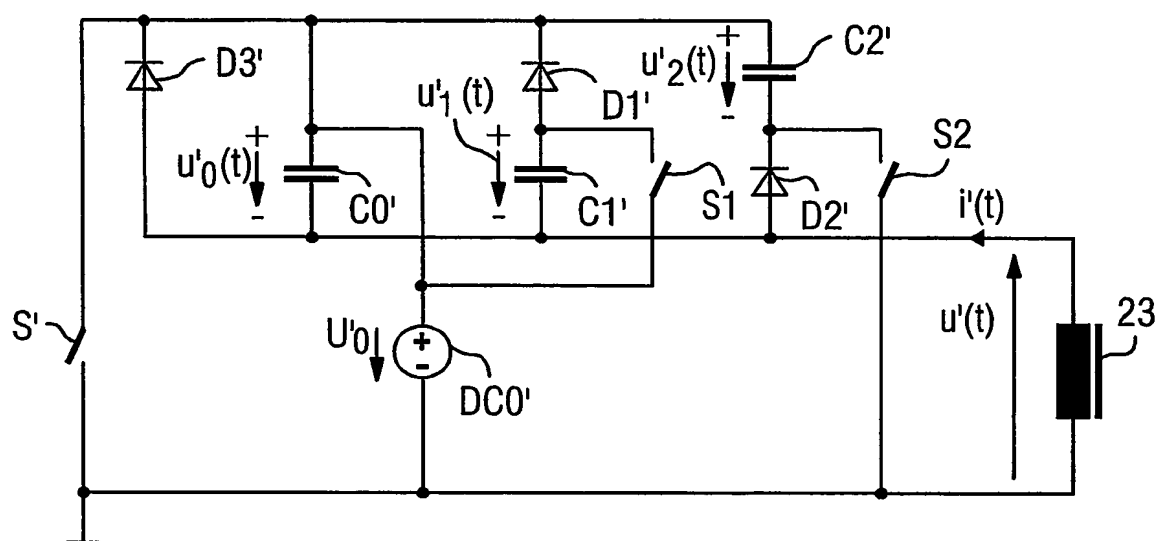 D3'
+
u'0(t)
-
C0'
u'1(t)
+
-
D1'
C1'
S1
+
u'2(t)
-
C2'
D2'
S2
i'(t)
u'(t)
23
S'
U'0
+
-
DC0'